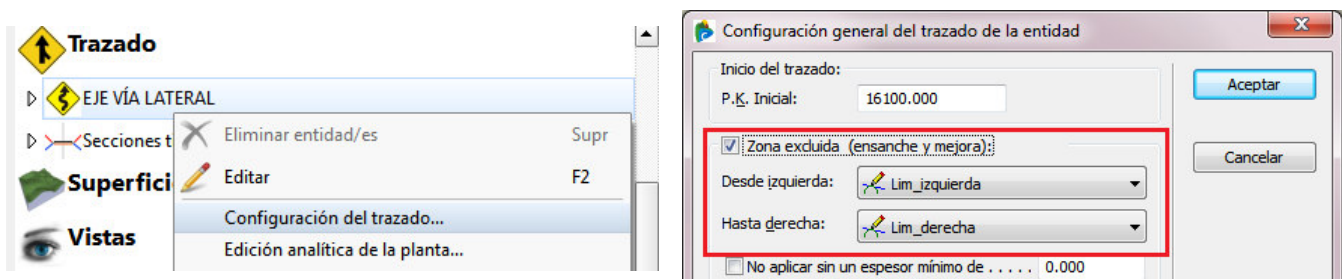 Trazado
EJE VÍA LATERAL
Secciones t
Superfici
Vistas
Eliminar entidad/es Supr
Editar F2
Configuración del trazado...
Edición analítica de la planta...
Configuración general del trazado de la entidad
Inicio del trazado:
P.K. Inicial: 16100.000
Aceptar
Zona excluida (ensanche y mejora):
Cancelar
Desde izquierda: Lim_izquierda
Hasta derecha: Lim_derecha
No aplicar sin un espesor mínimo de . . . . . 0.000